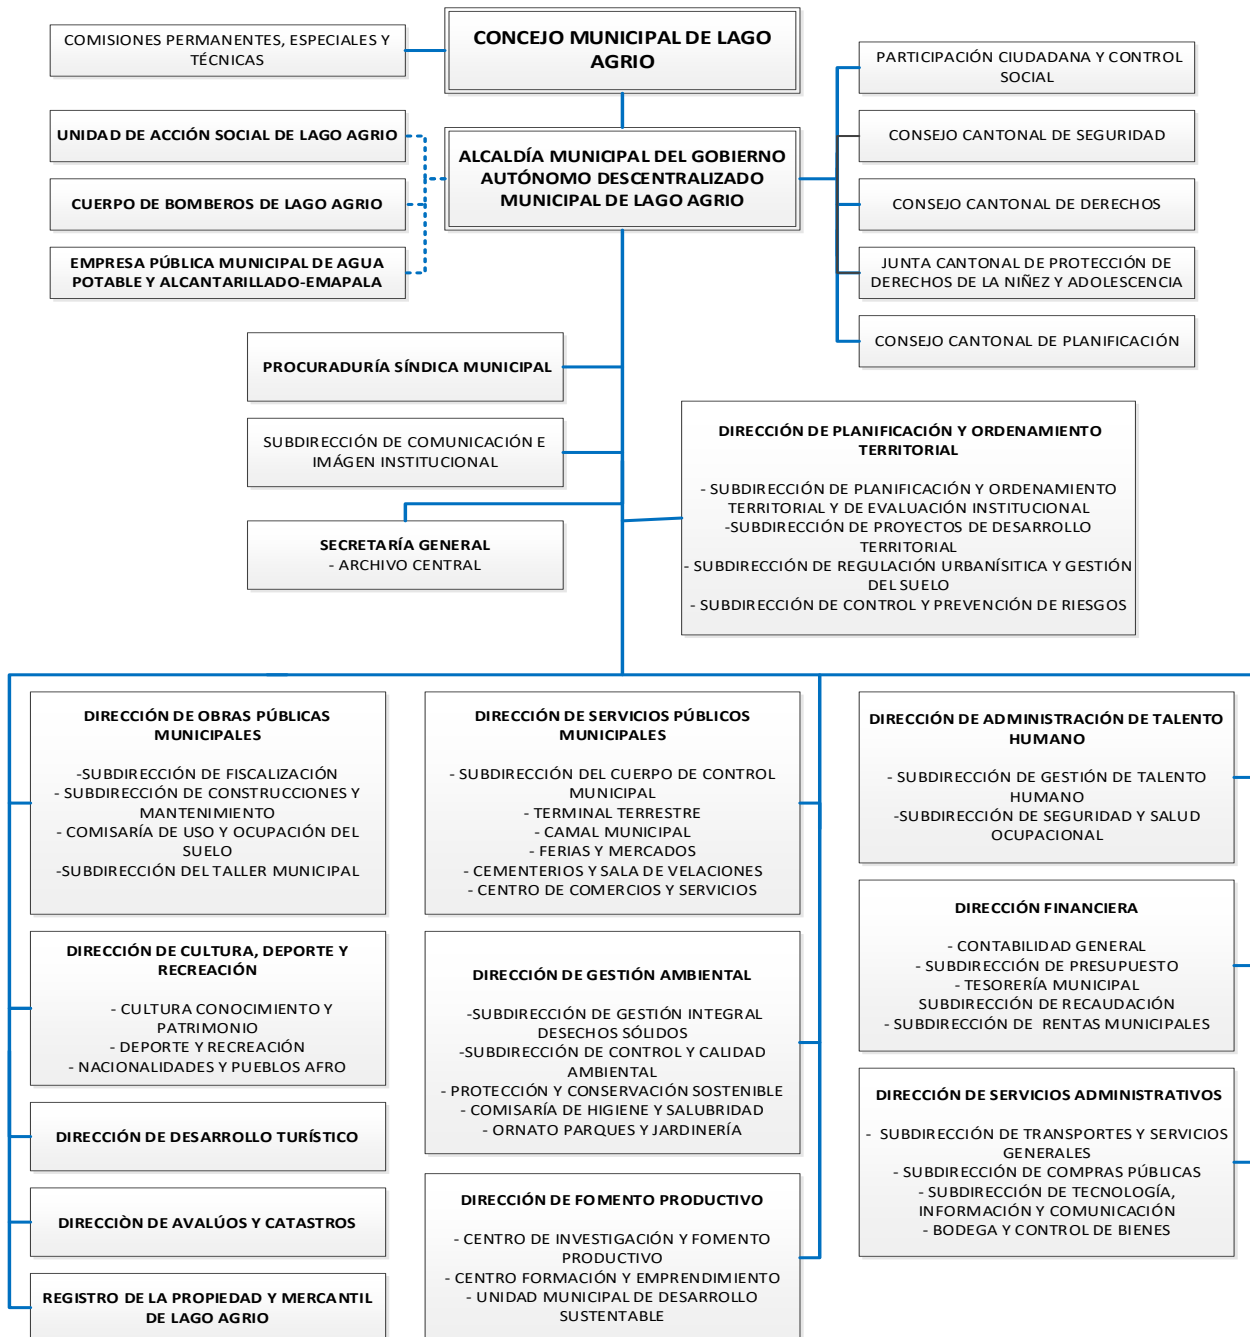 COMISIONES PERMANENTES, ESPECIALES Y
TÉCNICAS
CONCEJO MUNICIPAL DE LAGO
AGRIO
PARTICIPACIÓN CIUDADANA Y CONTROL
SOCIAL
UNIDAD DE ACCIÓN SOCIAL DE LAGO AGRIO
CUERPO DE BOMBEROS DE LAGO AGRIO
EMPRESA PÚBLICA MUNICIPAL DE AGUA
POTABLE Y ALCANTARILLADO-EMAPALA
ALCALDÍA MUNICIPAL DEL GOBIERNO
AUTÓNOMO DESCENTRALIZADO
MUNICIPAL DE LAGO AGRIO
CONSEJO CANTONAL DE SEGURIDAD
CONSEJO CANTONAL DE DERECHOS
JUNTA CANTONAL DE PROTECCIÓN DE
DERECHOS DE LA NIÑEZ Y ADOLESCENCIA
CONSEJO CANTONAL DE PLANIFICACIÓN
PROCURADURÍA SÍNDICA MUNICIPAL
SUBDIRECCIÓN DE COMUNICACIÓN E
IMÁGEN INSTITUCIONAL
SECRETARÍA GENERAL
- ARCHIVO CENTRAL
DIRECCIÓN DE PLANIFICACIÓN Y ORDENAMIENTO
TERRITORIAL
- SUBDIRECCIÓN DE PLANIFICACIÓN Y ORDENAMIENTO
TERRITORIAL Y DE EVALUACIÓN INSTITUCIONAL
-SUBDIRECCIÓN DE PROYECTOS DE DESARROLLO
TERRITORIAL
- SUBDIRECCIÓN DE REGULACIÓN URBANÍSITICA Y GESTIÓN
DEL SUELO
- SUBDIRECCIÓN DE CONTROL Y PREVENCIÓN DE RIESGOS
DIRECCIÓN DE OBRAS PÚBLICAS
MUNICIPALES
-SUBDIRECCIÓN DE FISCALIZACIÓN
- SUBDIRECCIÓN DE CONSTRUCCIONES Y
MANTENIMIENTO
- COMISARÍA DE USO Y OCUPACIÓN DEL
SUELO
-SUBDIRECCIÓN DEL TALLER MUNICIPAL
DIRECCIÓN DE CULTURA, DEPORTE Y
RECREACIÓN
- CULTURA CONOCIMIENTO Y
PATRIMONIO
- DEPORTE Y RECREACIÓN
- NACIONALIDADES Y PUEBLOS AFRO
DIRECCIÓN DE DESARROLLO TURÍSTICO
DIRECCIÒN DE AVALÚOS Y CATASTROS
REGISTRO DE LA PROPIEDAD Y MERCANTIL
DE LAGO AGRIO
DIRECCIÓN DE SERVICIOS PÚBLICOS
MUNICIPALES
- SUBDIRECCIÓN DEL CUERPO DE CONTROL
MUNICIPAL
- TERMINAL TERRESTRE
- CAMAL MUNICIPAL
- FERIAS Y MERCADOS
- CEMENTERIOS Y SALA DE VELACIONES
- CENTRO DE COMERCIOS Y SERVICIOS
DIRECCIÓN DE GESTIÓN AMBIENTAL
-SUBDIRECCIÓN DE GESTIÓN INTEGRAL
DESECHOS SÓLIDOS
-SUBDIRECCIÓN DE CONTROL Y CALIDAD
AMBIENTAL
- PROTECCIÓN Y CONSERVACIÓN SOSTENIBLE
- COMISARÍA DE HIGIENE Y SALUBRIDAD
- ORNATO PARQUES Y JARDINERÍA
DIRECCIÓN DE FOMENTO PRODUCTIVO
- CENTRO DE INVESTIGACIÓN Y FOMENTO
PRODUCTIVO
- CENTRO FORMACIÓN Y EMPRENDIMIENTO
- UNIDAD MUNICIPAL DE DESARROLLO
SUSTENTABLE
DIRECCIÓN DE ADMINISTRACIÓN DE TALENTO
HUMANO
- SUBDIRECCIÓN DE GESTIÓN DE TALENTO
HUMANO
-SUBDIRECCIÓN DE SEGURIDAD Y SALUD
OCUPACIONAL
DIRECCIÓN FINANCIERA
- CONTABILIDAD GENERAL
- SUBDIRECCIÓN DE PRESUPUESTO
- TESORERÍA MUNICIPAL
SUBDIRECCIÓN DE RECAUDACIÓN
- SUBDIRECCIÓN DE RENTAS MUNICIPALES
DIRECCIÓN DE SERVICIOS ADMINISTRATIVOS
- SUBDIRECCIÓN DE TRANSPORTES Y SERVICIOS
GENERALES
- SUBDIRECCIÓN DE COMPRAS PÚBLICAS
- SUBDIRECCIÓN DE TECNOLOGÍA,
INFORMACIÓN Y COMUNICACIÓN
- BODEGA Y CONTROL DE BIENES